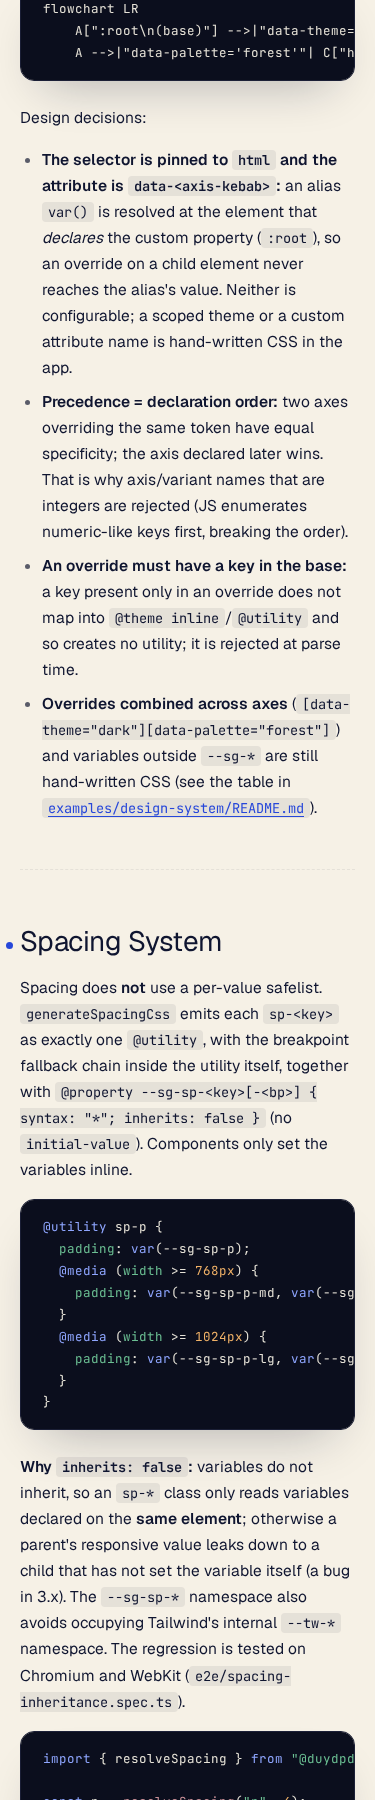 flowchart LR
A[":root\n(base)"] -->|"data-theme=
A -->|"data-palette='forest'"| C["h
Design decisions:
• The selector is pinned to html and the
attribute is data-<axis-kebab> : an alias
var() is resolved at the element that
declares the custom property ( :root ), so
an override on a child element never
reaches the alias's value. Neither is
configurable; a scoped theme or a custom
attribute name is hand-written CSS in the
app.
• Precedence = declaration order: two axes
overriding the same token have equal
specificity; the axis declared later wins.
That is why axis/variant names that are
integers are rejected (JS enumerates
numeric-like keys first, breaking the order).
• An override must have a key in the base:
a key present only in an override does not
map into @theme inline / @utility and
so creates no utility; it is rejected at parse
time.
• Overrides combined across axes ( [data-
theme="dark"][data-palette="forest"] )
and variables outside --sg-* are still
hand-written CSS (see the table in
examples/design-system/README.md ).
Spacing System
Spacing does not use a per-value safelist.
generateSpacingCss emits each sp-<key>
as exactly one @utility , with the breakpoint
fallback chain inside the utility itself, together
with @property --sg-sp-<key>[-<bp>] {
syntax: "*"; inherits: false } (no
initial-value ). Components only set the
variables inline.
@utility sp-p {
padding: var(--sg-sp-p);
@media (width >= 768px) {
padding: var(--sg-sp-p-md, var(--sg
}
@media (width >= 1024px) {
padding: var(--sg-sp-p-lg, var(--sg
}
}
Why inherits: false : variables do not
inherit, so an sp-* class only reads variables
declared on the same element; otherwise a
parent's responsive value leaks down to a
child that has not set the variable itself (a bug
in 3.x). The --sg-sp-* namespace also
avoids occupying Tailwind's internal --tw-*
namespace. The regression is tested on
Chromium and WebKit ( e2e/spacing-
inheritance.spec.ts ).
import { resolveSpacing } from "@duydpd